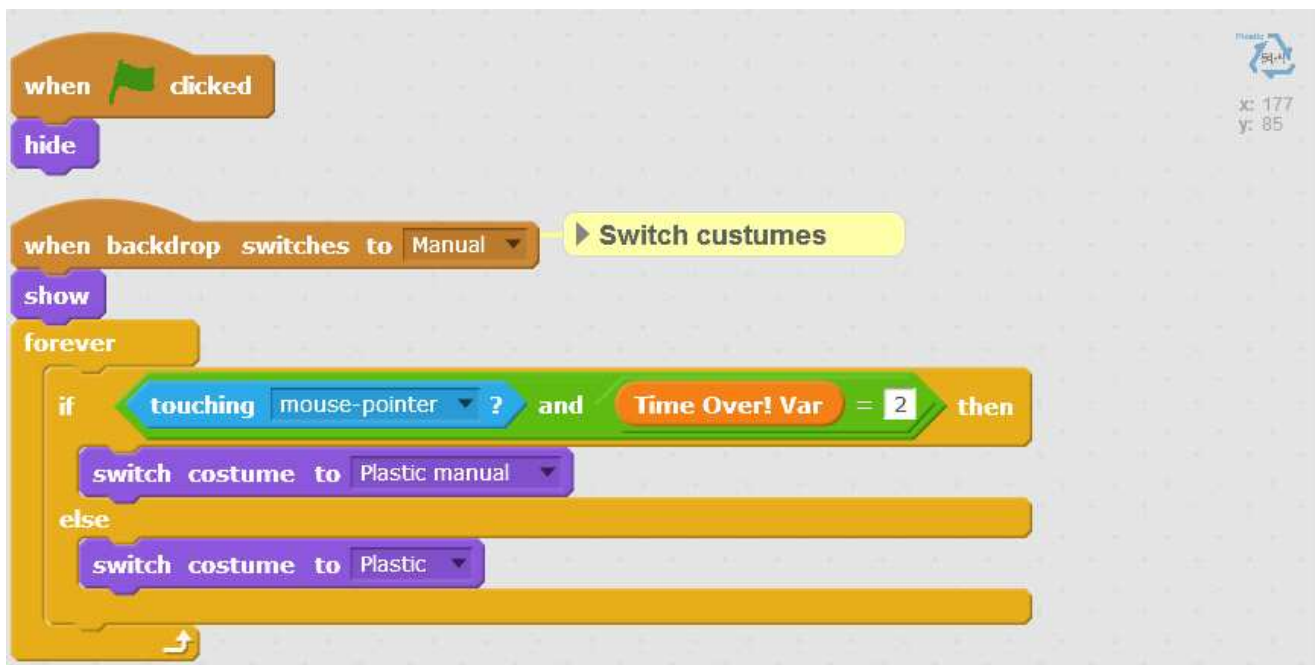 when clicked
hide
when backdrop switches to Manual
Switch custumes
show
forever
if touching mouse-pointer ? and Time Over! Var = 2 then
switch costume to Plastic manual
else
switch costume to Plastic
Plastic
x: 177
y: 85